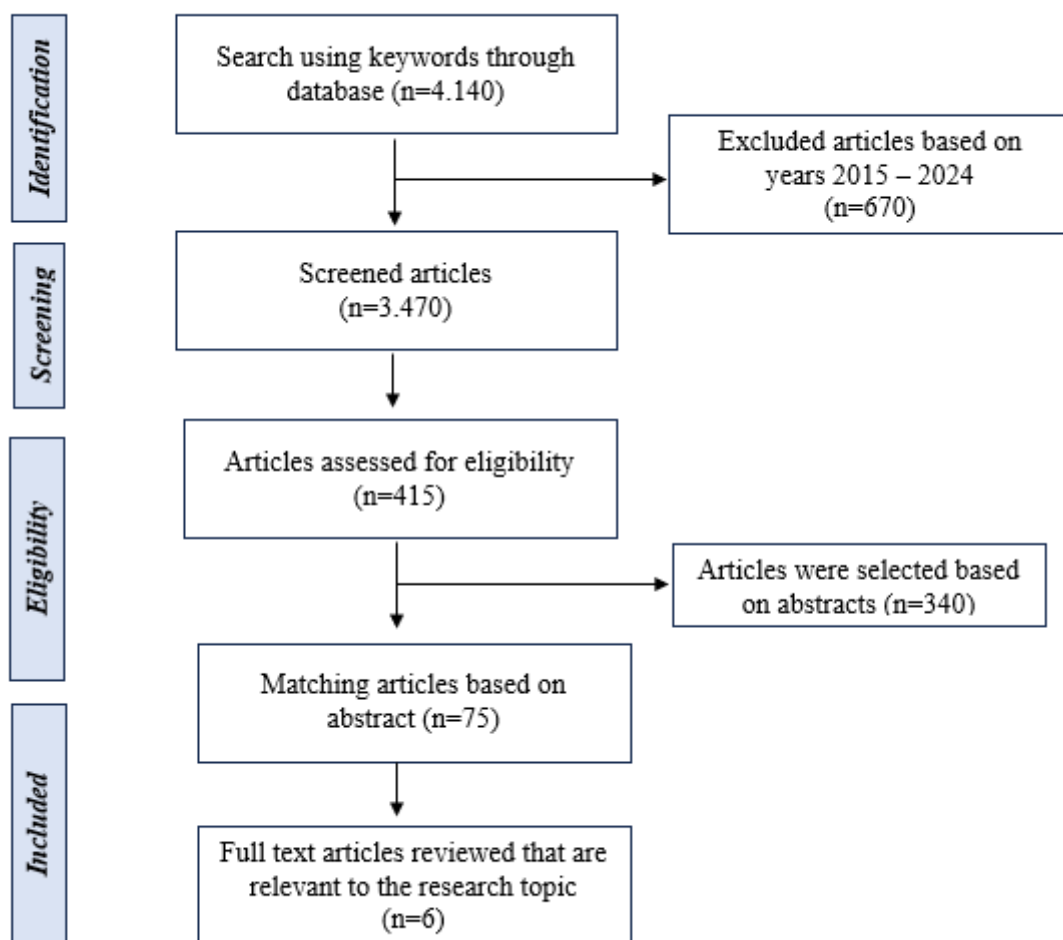 Identification
Search using keywords through
database (n=4.140)
Excluded articles based on
years 2015 – 2024
(n=670)
Screening
Screened articles
(n=3.470)
Eligibility
Articles assessed for eligibility
(n=415)
Articles were selected based
on abstracts (n=340)
Matching articles based on
abstract (n=75)
Included
Full text articles reviewed that are
relevant to the research topic
(n=6)